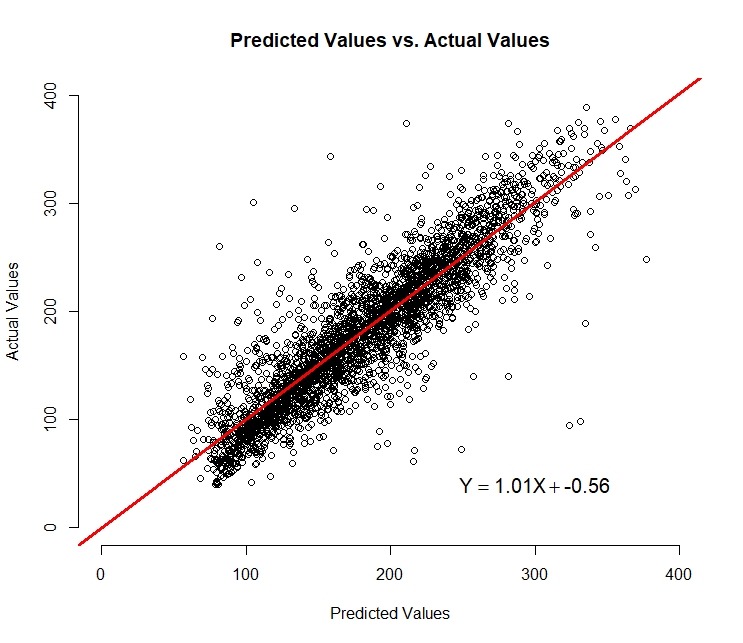 Predicted Values vs. Actual Values
400
300
200
100
0
Actual Values
Y = 1.01X + -0.56
0 100 200 300 400
Predicted Values